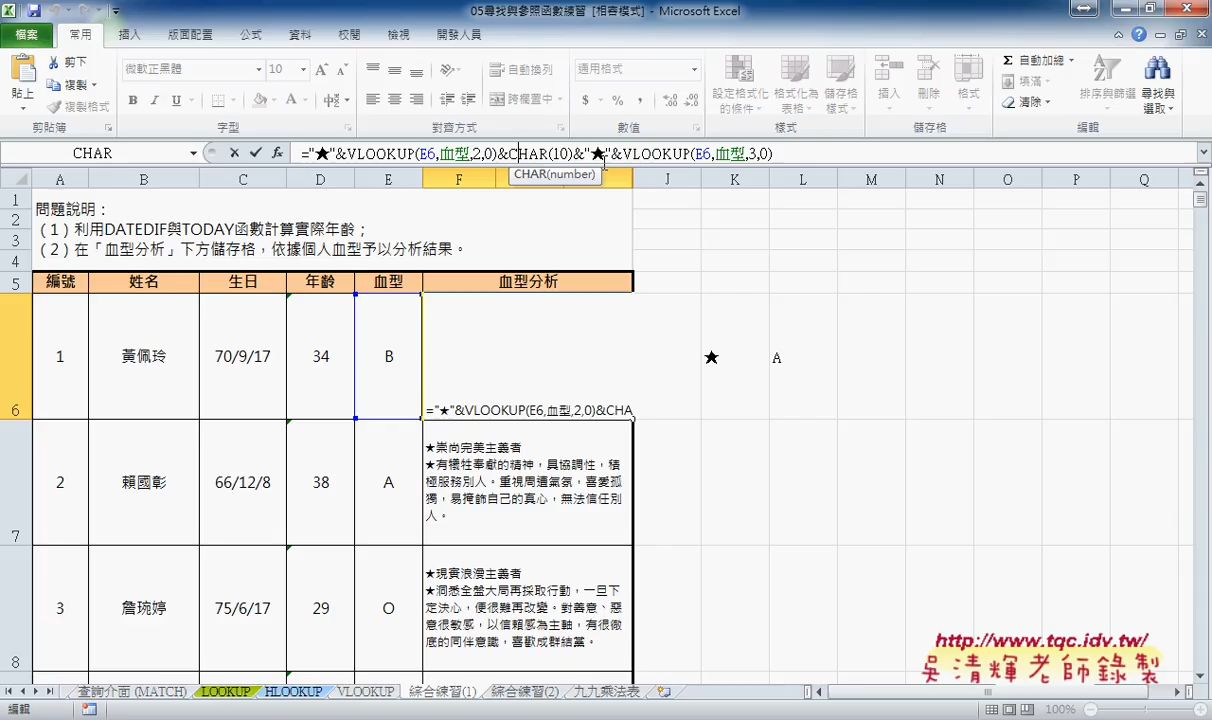 05尋找與參照函數練習 [相容模式] - Microsoft Excel
檔案 常用 插入 版面配置 公式 資料 校閱 檢視 開發人員
貼上 剪下 複製 複製格式 剪貼簿
微軟正黑體 10 B I U 字型
自動換列 跨欄置中 對齊方式
通用格式 $ % , 數值
設定格式化的條件 格式化為表格 儲存格樣式 樣式
插入 刪除 格式 儲存格
Σ 自動加總 填滿 清除 排序與篩選 尋找與選取 編輯
CHAR fx ="★"&VLOOKUP(E6,血型,2,0)&CHAR(10)&"★"&VLOOKUP(E6,血型,3,0)
CHAR(number)
A B C D E F J K L M N O P Q
1 問題說明：
2 （1）利用DATEDIF與TODAY函數計算實際年齡；
3 （2）在「血型分析」下方儲存格，依據個人血型予以分析結果。
4
5 編號 姓名 生日 年齡 血型 血型分析
6 1 黃佩玲 70/9/17 34 B ="★"&VLOOKUP(E6,血型,2,0)&CHA ★ A
7 2 賴國彰 66/12/8 38 A
★崇尚完美主義者
★有犧牲奉獻的精神，具協調性，積
極服務別人。重視周遭氣氛，喜愛孤
獨，易掩飾自己的真心，無法信任別
人。
8 3 詹琬婷 75/6/17 29 O
★現實浪漫主義者
★洞悉全盤大局再採取行動，一旦下
定決心，便很難再改變。對善意、惡
意很敏感，以信賴感為主軸，有很徹
底的同伴意識，喜歡成群結黨。
http://www.tqc.idv.tw/
吳清輝老師錄製
查詢介面 (MATCH) LOOKUP HLOOKUP VLOOKUP 綜合練習(1) 綜合練習(2) 九九乘法表
編輯 100%